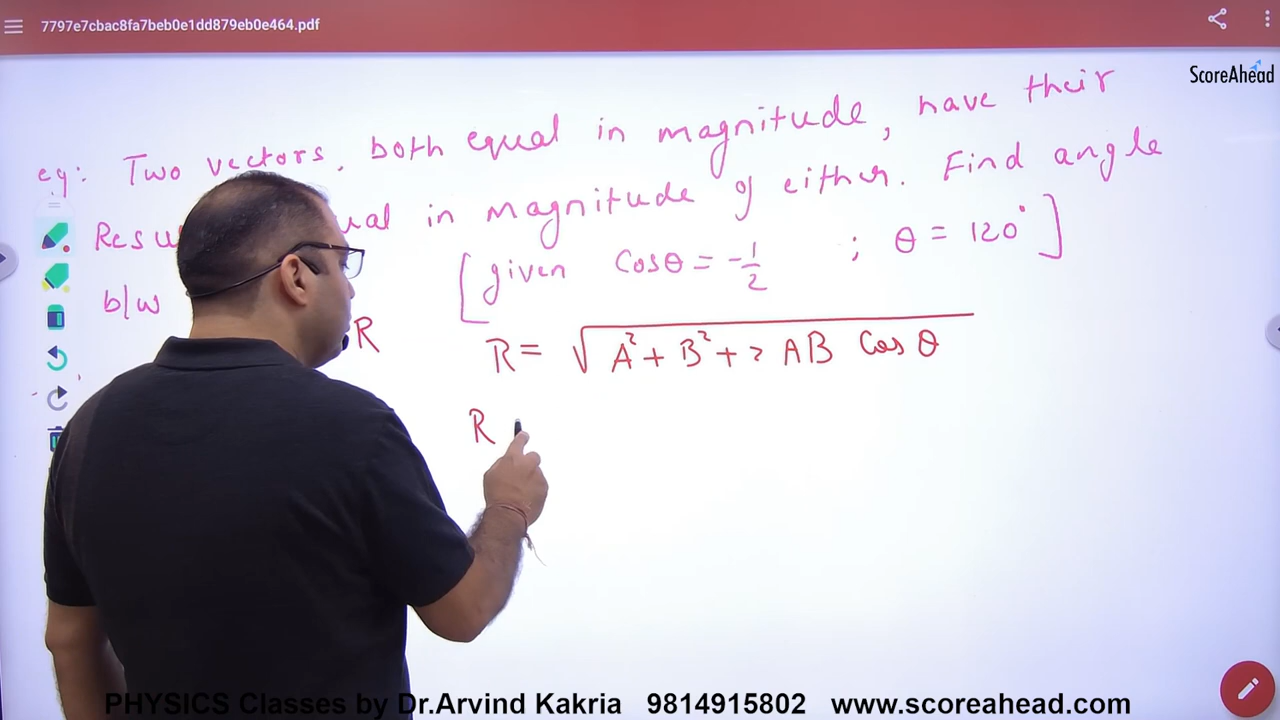 7797e7cbac8fa7beb0e1dd879eb0e464.pdf
ScoreAhead
eg: Two vectors, both equal in magnitude, have their
in magnitude of either. Find angle
b/w [given Cosθ = -1/2 ; θ = 120°]
R R = √A² + B² + 2 AB Cos θ
R
PHYSICS Classes by Dr.Arvind Kakria 9814915802 www.scoreahead.com